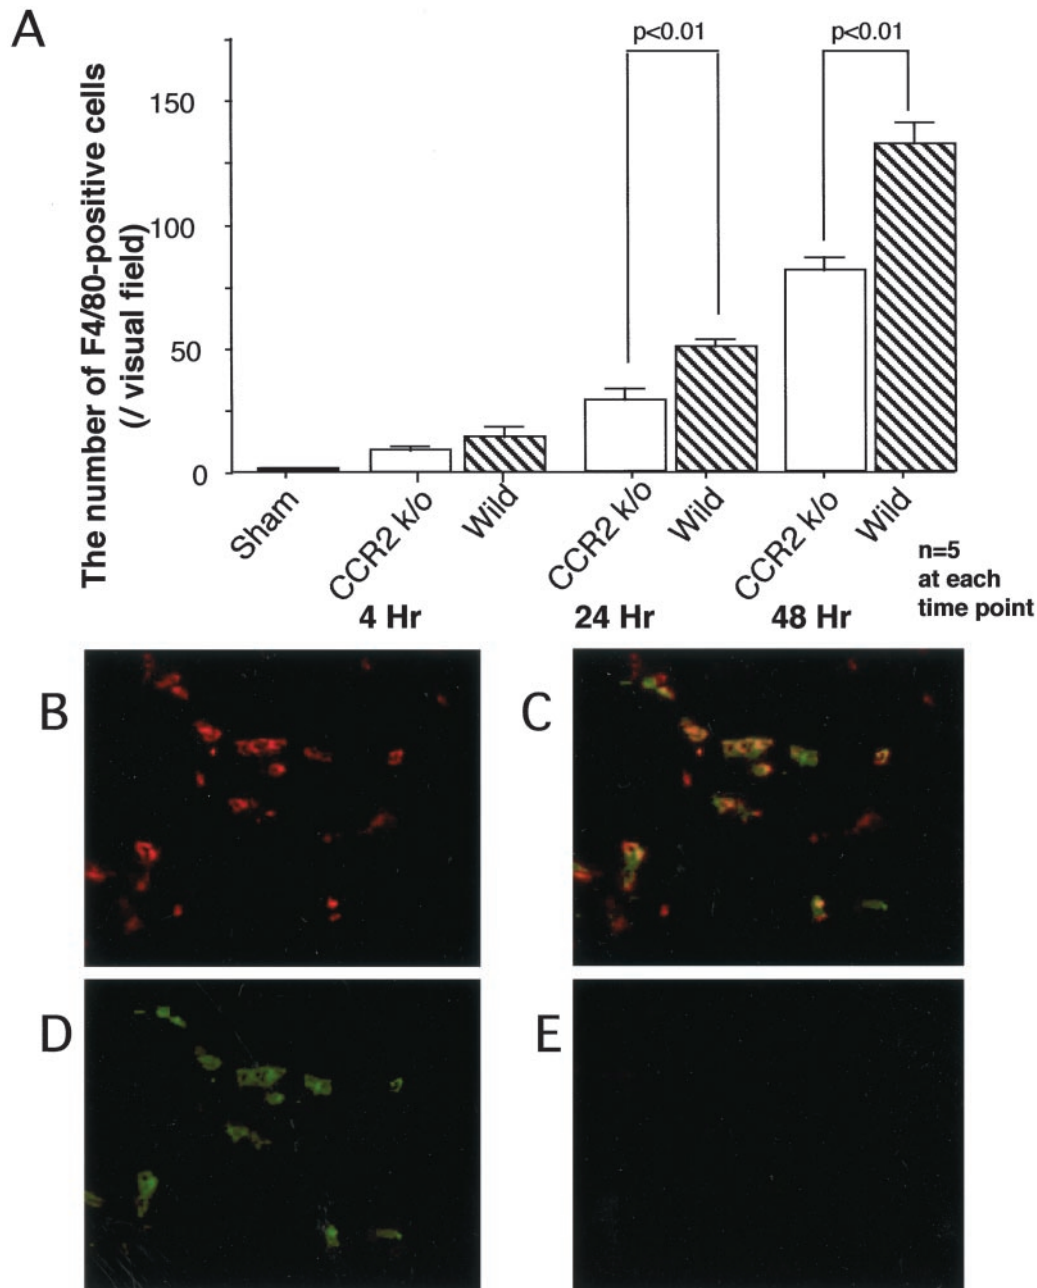 A
p<0.01
p<0.01
The number of F4/80-positive cells
(/ visual field)
150
100
50
0
Sham
CCR2 k/o
Wild
CCR2 k/o
Wild
CCR2 k/o
Wild
4 Hr
24 Hr
48 Hr
n=5
at each
time point
B
C
D
E